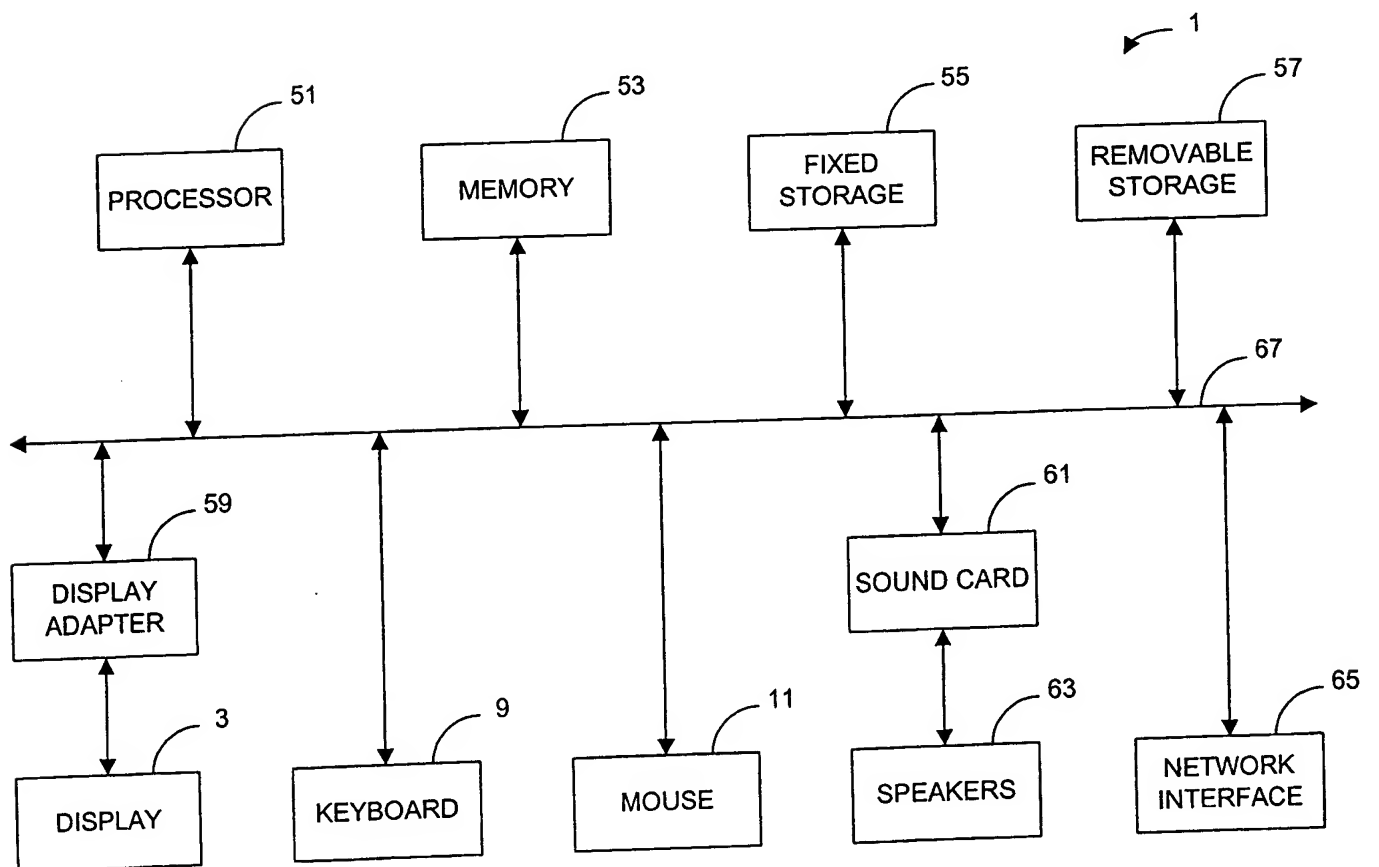 1
51
53
55
57
PROCESSOR
MEMORY
FIXED
STORAGE
REMOVABLE
STORAGE
67
59
61
DISPLAY
ADAPTER
SOUND CARD
3
9
11
63
65
DISPLAY
KEYBOARD
MOUSE
SPEAKERS
NETWORK
INTERFACE